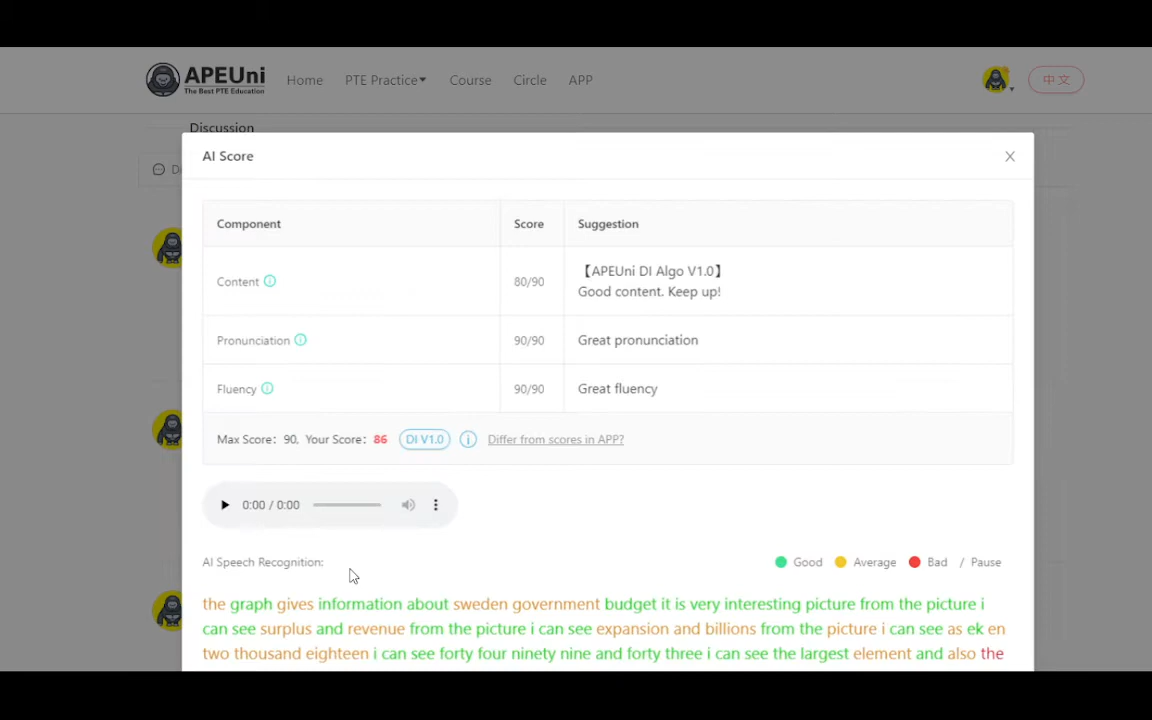 APEUni
The Best PTE Education
Home PTE Practice Course Circle APP 中文
Discussion
AI Score
Component Score Suggestion
Content 80/90 【APEUni DI Algo V1.0】
Good content. Keep up!
Pronunciation 90/90 Great pronunciation
Fluency 90/90 Great fluency
Max Score: 90, Your Score: 86 DI V1.0 Differ from scores in APP?
0:00 / 0:00
AI Speech Recognition: Good Average Bad / Pause
the graph gives information about sweden government budget it is very interesting picture from the picture i
can see surplus and revenue from the picture i can see expansion and billions from the picture i can see as ek en
two thousand eighteen i can see forty four ninety nine and forty three i can see the largest element and also the